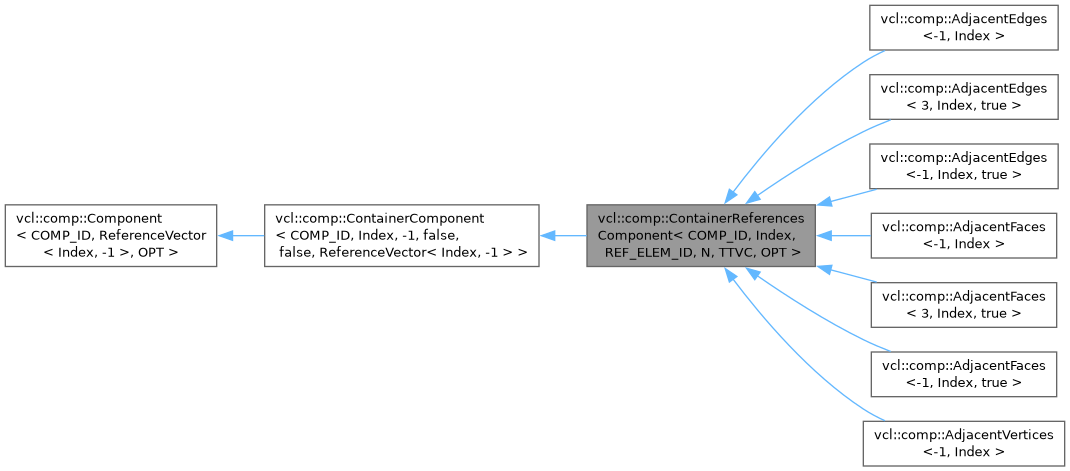 vcl::comp::AdjacentEdges
<-1, Index >
vcl::comp::AdjacentEdges
< 3, Index, true >
vcl::comp::AdjacentEdges
<-1, Index, true >
vcl::comp::Component
< COMP_ID, ReferenceVector
< Index, -1 >, OPT >
vcl::comp::ContainerComponent
< COMP_ID, Index, -1, false,
false, ReferenceVector< Index, -1 > >
vcl::comp::ContainerReferences
Component< COMP_ID, Index,
REF_ELEM_ID, N, TTVC, OPT >
vcl::comp::AdjacentFaces
<-1, Index >
vcl::comp::AdjacentFaces
< 3, Index, true >
vcl::comp::AdjacentFaces
<-1, Index, true >
vcl::comp::AdjacentVertices
<-1, Index >